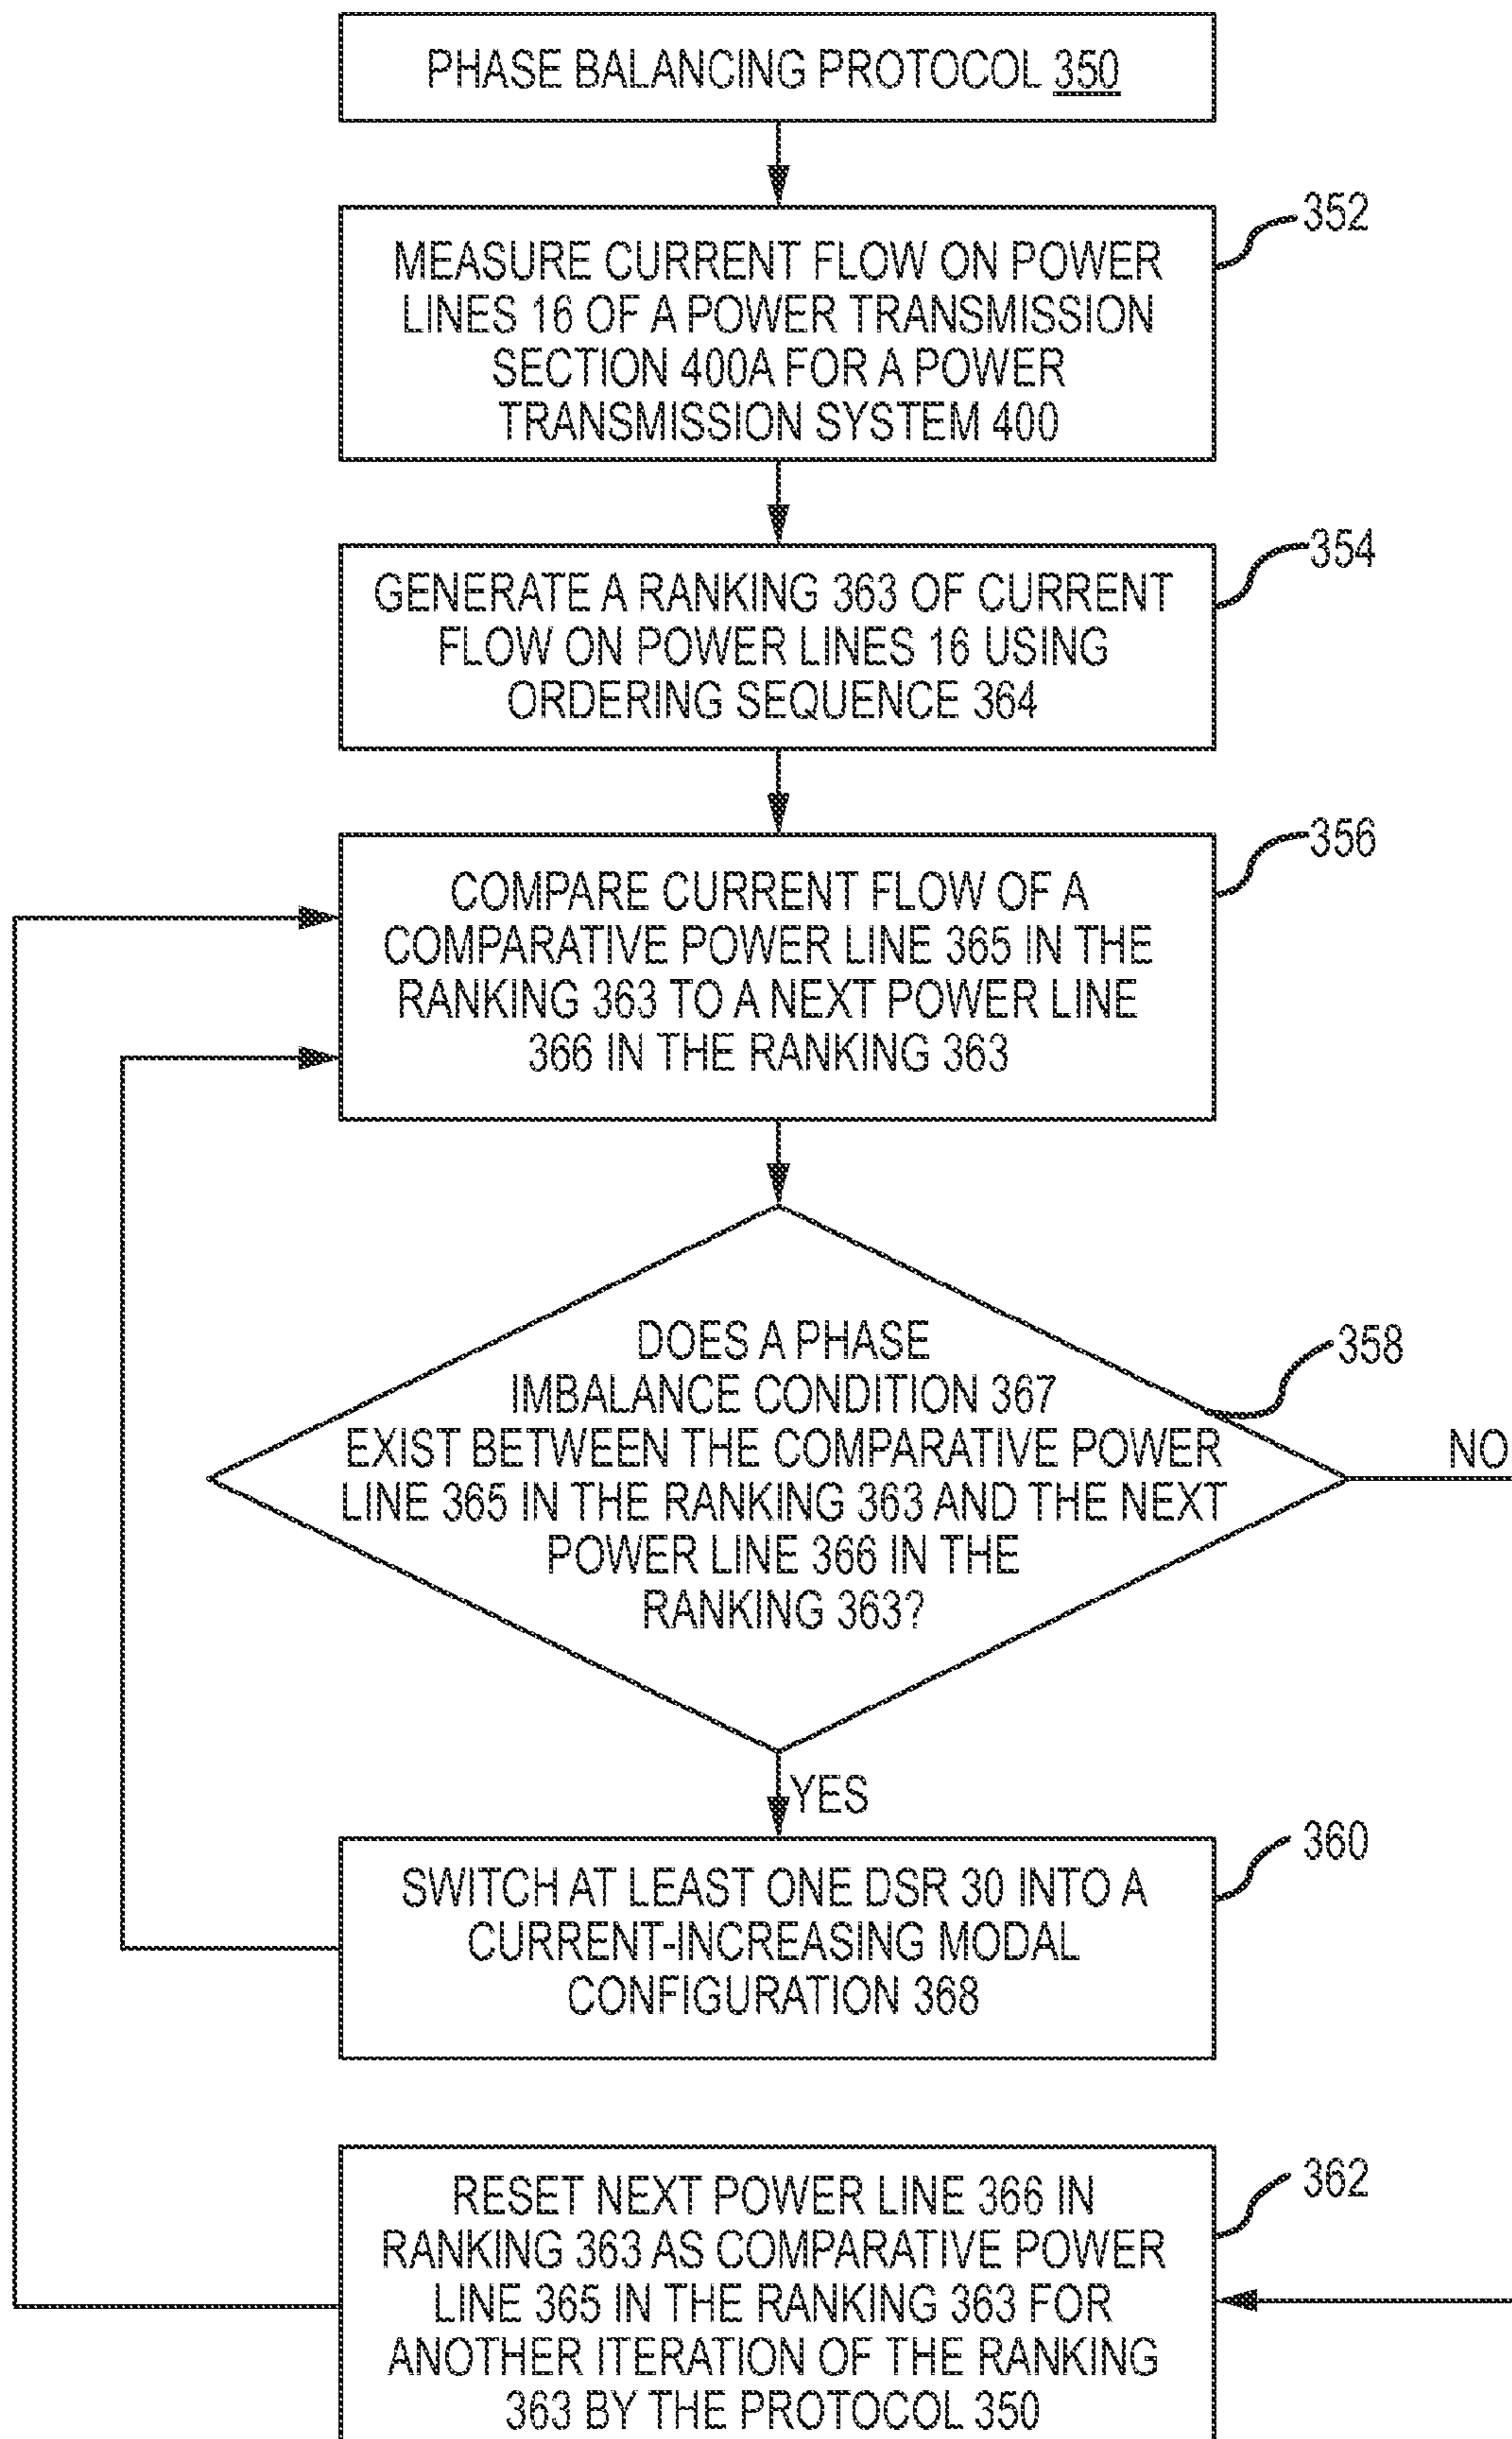 PHASE BALANCING PROTOCOL 350
352
MEASURE CURRENT FLOW ON POWER
LINES 16 OF A POWER TRANSMISSION
SECTION 400A FOR A POWER
TRANSMISSION SYSTEM 400
354
GENERATE A RANKING 363 OF CURRENT
FLOW ON POWER LINES 16 USING
ORDERING SEQUENCE 364
356
COMPARE CURRENT FLOW OF A
COMPARATIVE POWER LINE 365 IN THE
RANKING 363 TO A NEXT POWER LINE
366 IN THE RANKING 363
358
DOES A PHASE
IMBALANCE CONDITION 367
EXIST BETWEEN THE COMPARATIVE POWER
LINE 365 IN THE RANKING 363 AND THE NEXT
POWER LINE 366 IN THE
RANKING 363?
NO
YES
360
SWITCH AT LEAST ONE DSR 30 INTO A
CURRENT-INCREASING MODAL
CONFIGURATION 368
362
RESET NEXT POWER LINE 366 IN
RANKING 363 AS COMPARATIVE POWER
LINE 365 IN THE RANKING 363 FOR
ANOTHER ITERATION OF THE RANKING
363 BY THE PROTOCOL 350